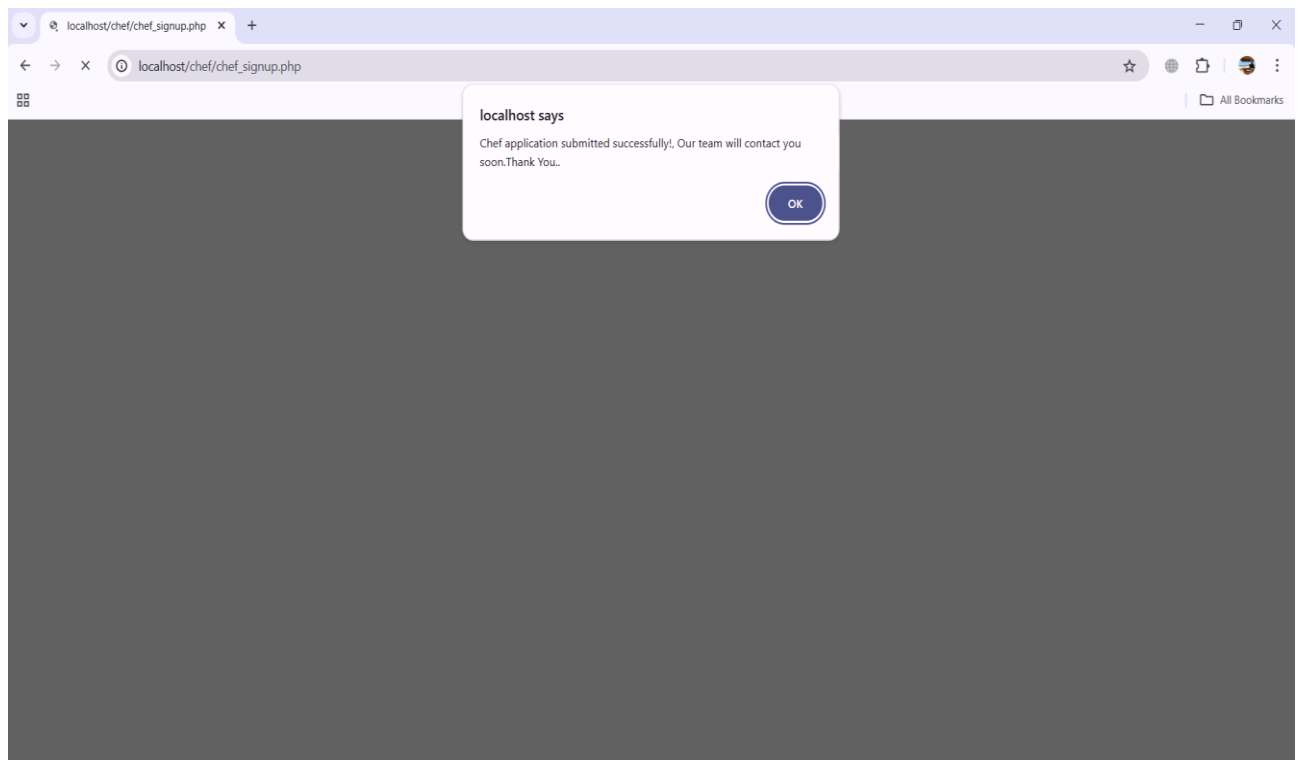 localhost/chef/chef_signup.php
localhost/chef/chef_signup.php
All Bookmarks
localhost says
Chef application submitted successfully!, Our team will contact you
soon.Thank You..
OK